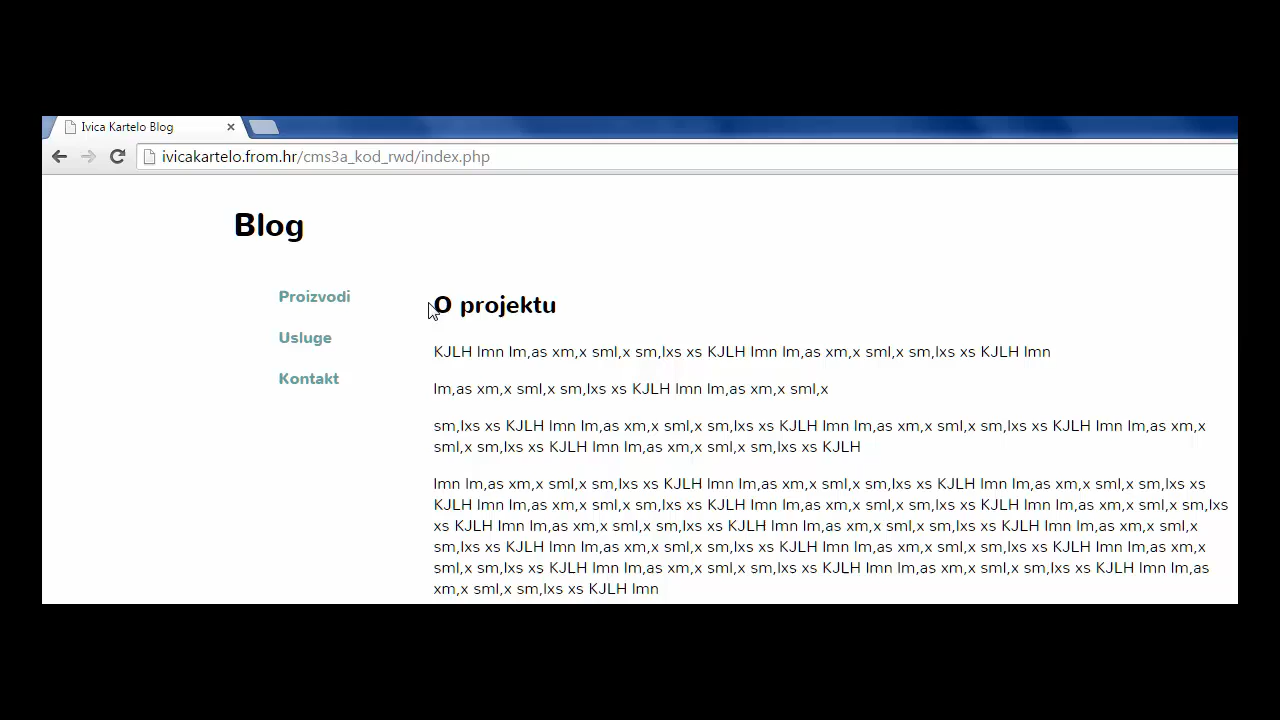 Ivica Kartelo Blog
ivicakartelo.from.hr/cms3a_kod_rwd/index.php
Blog
Proizvodi
Usluge
Kontakt
O projektu
KJLH lmn lm,as xm,x sml,x sm,lxs xs KJLH lmn lm,as xm,x sml,x sm,lxs xs KJLH lmn
lm,as xm,x sml,x sm,lxs xs KJLH lmn lm,as xm,x sml,x
sm,lxs xs KJLH lmn lm,as xm,x sml,x sm,lxs xs KJLH lmn lm,as xm,x sml,x sm,lxs xs KJLH lmn lm,as xm,x
sml,x sm,lxs xs KJLH lmn lm,as xm,x sml,x sm,lxs xs KJLH
lmn lm,as xm,x sml,x sm,lxs xs KJLH lmn lm,as xm,x sml,x sm,lxs xs KJLH lmn lm,as xm,x sml,x sm,lxs xs
KJLH lmn lm,as xm,x sml,x sm,lxs xs KJLH lmn lm,as xm,x sml,x sm,lxs xs KJLH lmn lm,as xm,x sml,x sm,lxs
xs KJLH lmn lm,as xm,x sml,x sm,lxs xs KJLH lmn lm,as xm,x sml,x sm,lxs xs KJLH lmn lm,as xm,x sml,x
sm,lxs xs KJLH lmn lm,as xm,x sml,x sm,lxs xs KJLH lmn lm,as xm,x sml,x sm,lxs xs KJLH lmn lm,as xm,x
sml,x sm,lxs xs KJLH lmn lm,as xm,x sml,x sm,lxs xs KJLH lmn lm,as xm,x sml,x sm,lxs xs KJLH lmn lm,as
xm,x sml,x sm,lxs xs KJLH lmn